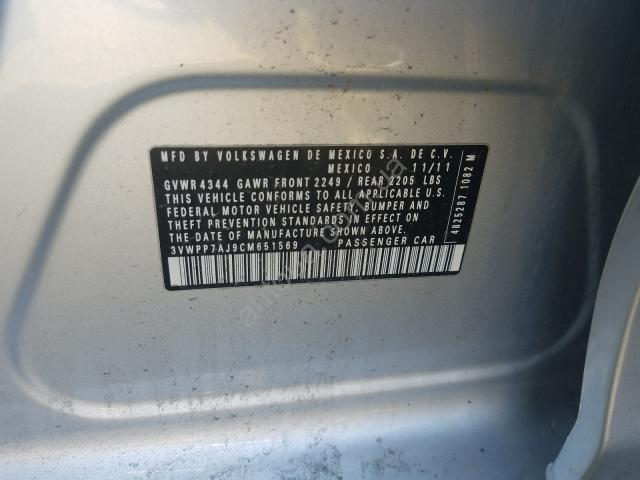 MFD BY VOLKSWAGEN DE MEXICO S.A. DE C.V.
MEXICO 11/11
GVWR 4344 GAWR FRONT 2249 / REAR 2205 LBS
THIS VEHICLE CONFORMS TO ALL APPLICABLE U.S.
FEDERAL MOTOR VEHICLE SAFETY, BUMPER AND
THEFT PREVENTION STANDARDS IN EFFECT ON
THE DATE OF MANUFACTURE SHOWN ABOVE.
3VWPP7AJ9CM651569 PASSENGER CAR
4825287 1082 M